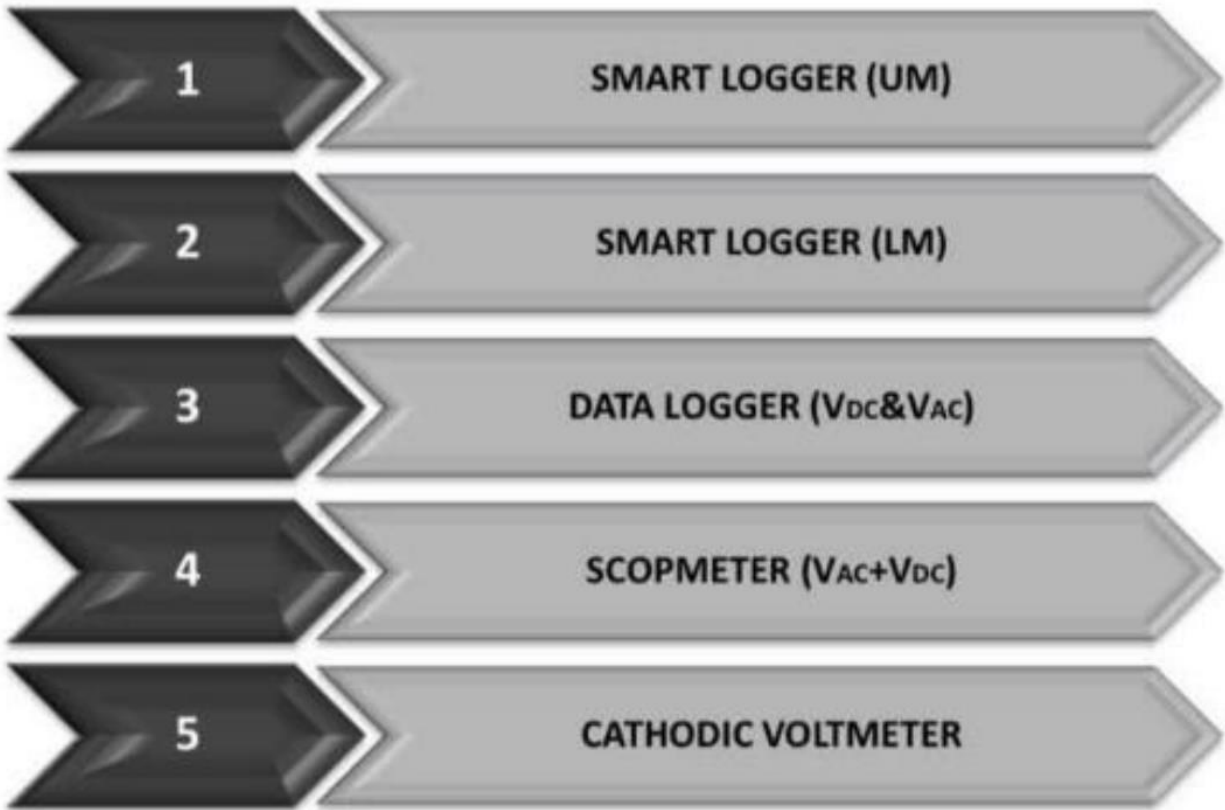 1 SMART LOGGER (UM)
2 SMART LOGGER (LM)
3 DATA LOGGER (VDC&VAC)
4 SCOPMETER (VAC+VDC)
5 CATHODIC VOLTMETER